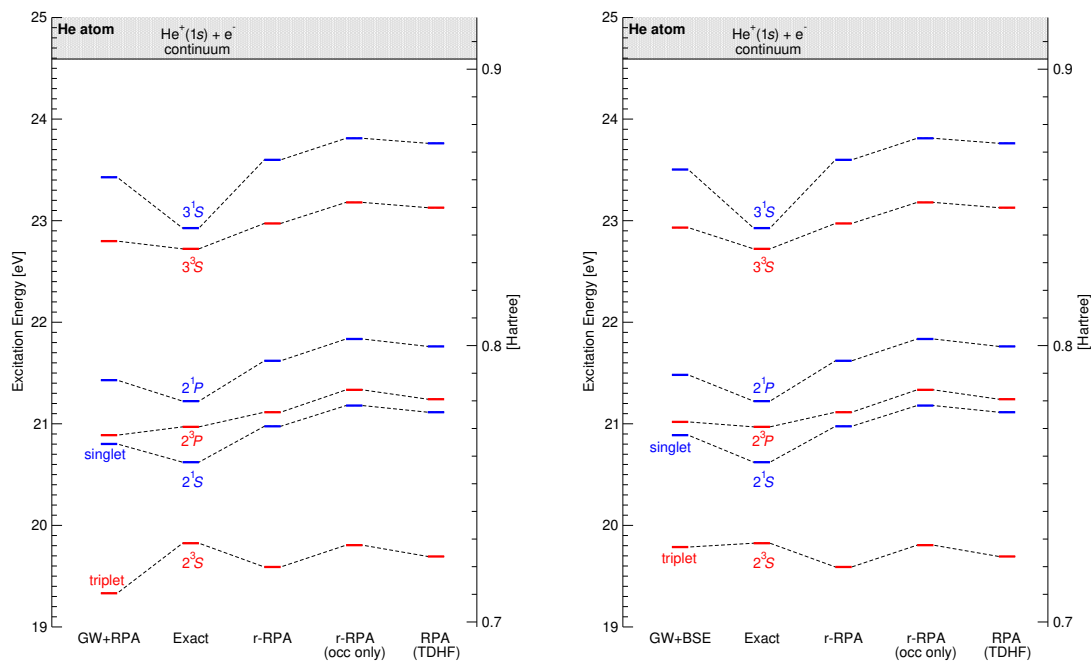 25
He atom
He⁺(1s) + e⁻
continuum
0.9
24
23
22
21
20
19
Excitation Energy [eV]
3¹S
3³S
2¹P
2³P
2¹S
2³S
singlet
triplet
0.8
0.7
[Hartree]
GW+RPA
Exact
r-RPA
r-RPA
(occ only)
RPA
(TDHF)
25
He atom
He⁺(1s) + e⁻
continuum
0.9
24
23
22
21
20
19
Excitation Energy [eV]
3¹S
3³S
2¹P
2³P
2¹S
2³S
singlet
triplet
0.8
0.7
[Hartree]
GW+BSE
Exact
r-RPA
r-RPA
(occ only)
RPA
(TDHF)